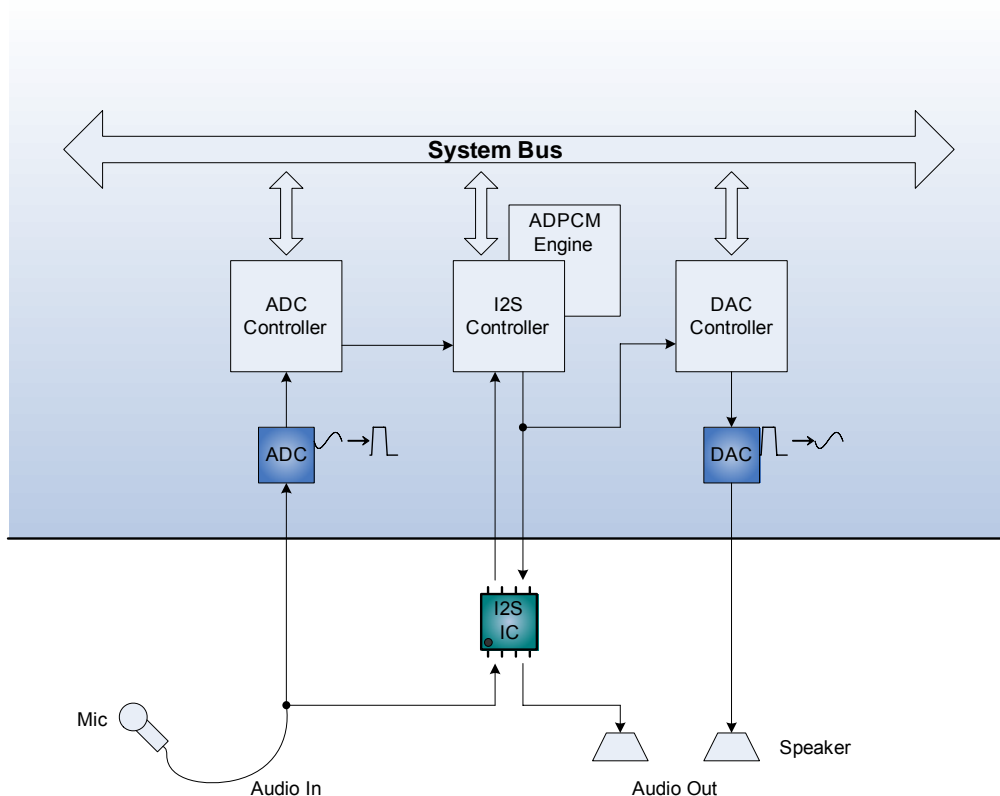 System Bus
ADPCM
Engine
ADC
Controller
I2S
Controller
DAC
Controller
ADC
DAC
I2S
IC
Mic
Speaker
Audio In
Audio Out